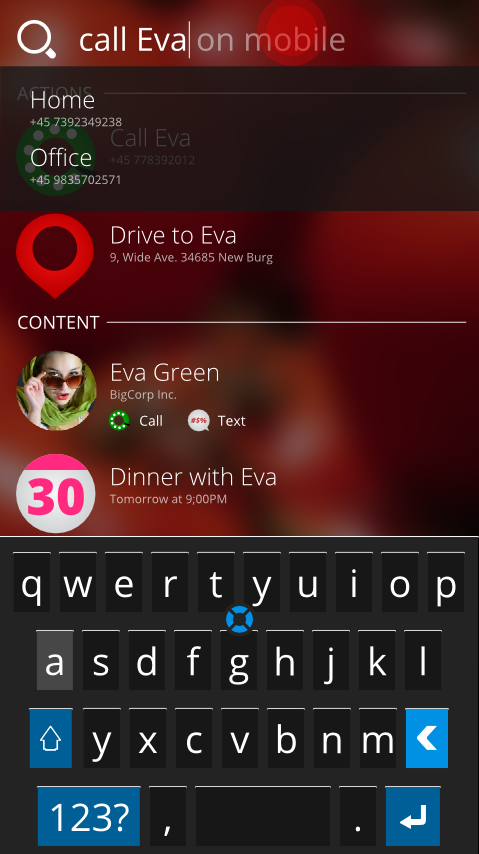 call Eva on mobile
ACTIONS
Home
+45 7392349238
Call Eva
+45 778392012
Office
+45 9835702571
Drive to Eva
9, Wide Ave. 34685 New Burg
CONTENT
Eva Green
BigCorp Inc.
Call #$% Text
30 Dinner with Eva
Tomorrow at 9;00PM
q w e r t y u i o p
a s d f g h j k l
y x c v b n m
123? , .